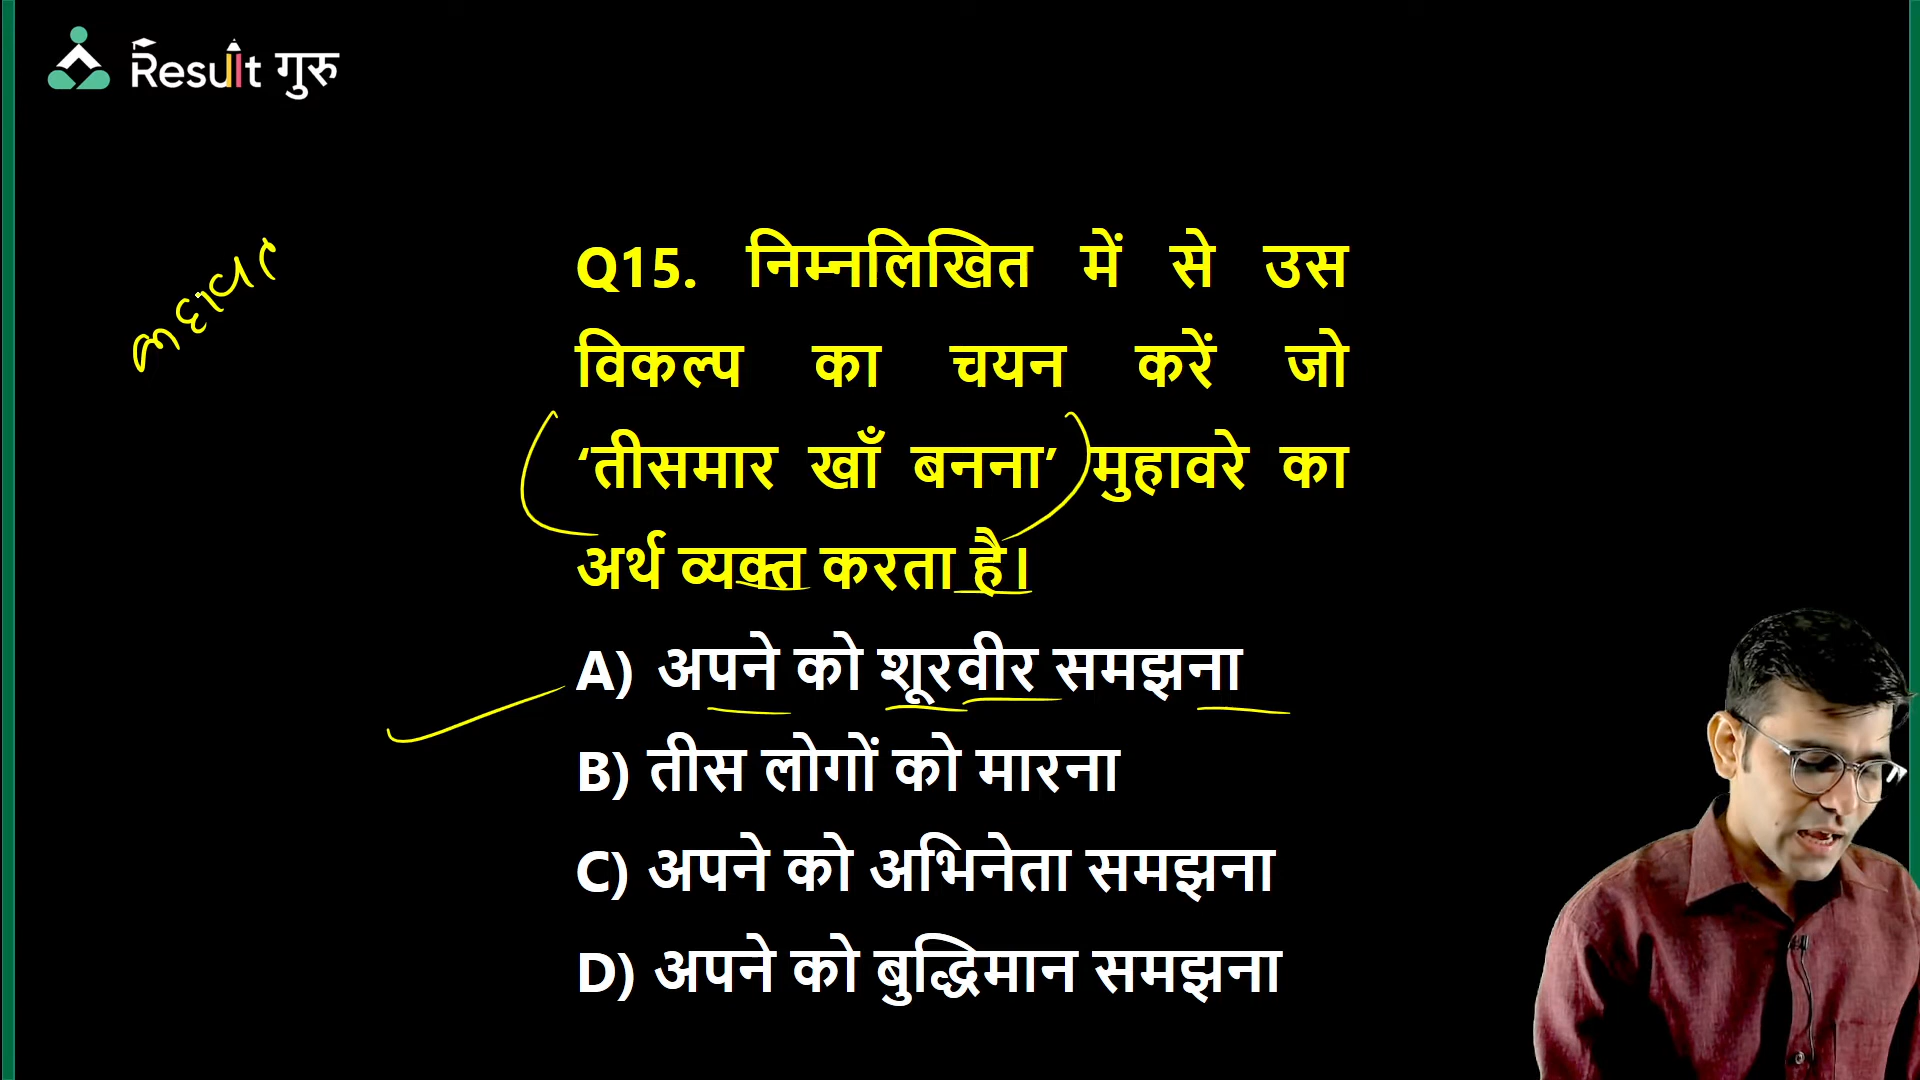 Result गुरु
Q15. निम्नलिखित में से उस
विकल्प का चयन करें जो
‘तीसमार खाँ बनना’ मुहावरे का
अर्थ व्यक्त करता है।
A) अपने को शूरवीर समझना
B) तीस लोगों को मारना
C) अपने को अभिनेता समझना
D) अपने को बुद्धिमान समझना